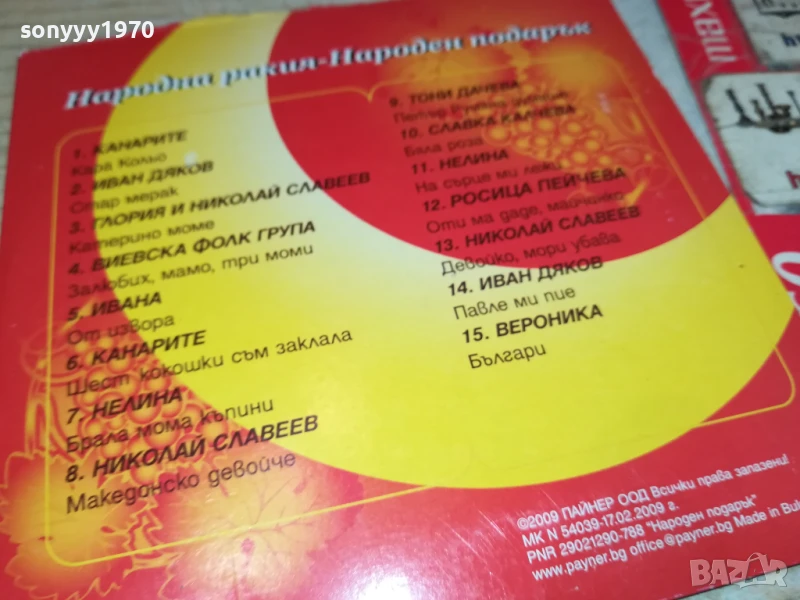 sonyyy1970
Народна ракия-Народен подарък
1. КАНАРИТЕ
Кара Кольо
2. ИВАН ДЯКОВ
Стар мерак
3. ГЛОРИЯ И НИКОЛАЙ СЛАВЕЕВ
Катерино моме
4. ВИЕВСКА ФОЛК ГРУПА
Залюбих, мамо, три моми
5. ИВАНА
От извора
6. КАНАРИТЕ
Шест кокошки съм заклала
7. НЕЛИНА
Брала мома къпини
8. НИКОЛАЙ СЛАВЕЕВ
Македонско девойче
9. ТОНИ ДАЧЕВА
10. СЛАВКА КАЛЧЕВА
Бяла роза
11. НЕЛИНА
На сърце ми лежи
12. РОСИЦА ПЕЙЧЕВА
Оти ма даде, майчинко
13. НИКОЛАЙ СЛАВЕЕВ
Девойко, мори убава
14. ИВАН ДЯКОВ
Павле ми пие
15. ВЕРОНИКА
Българи
©2009 ПАЙНЕР ООД Всички права запазени!
МК N 54039-17.02.2009 г.
PNR 29021290-788 "Народен подарък"
www.payner.bg office@payner.bg Made in Bul
BAZAR